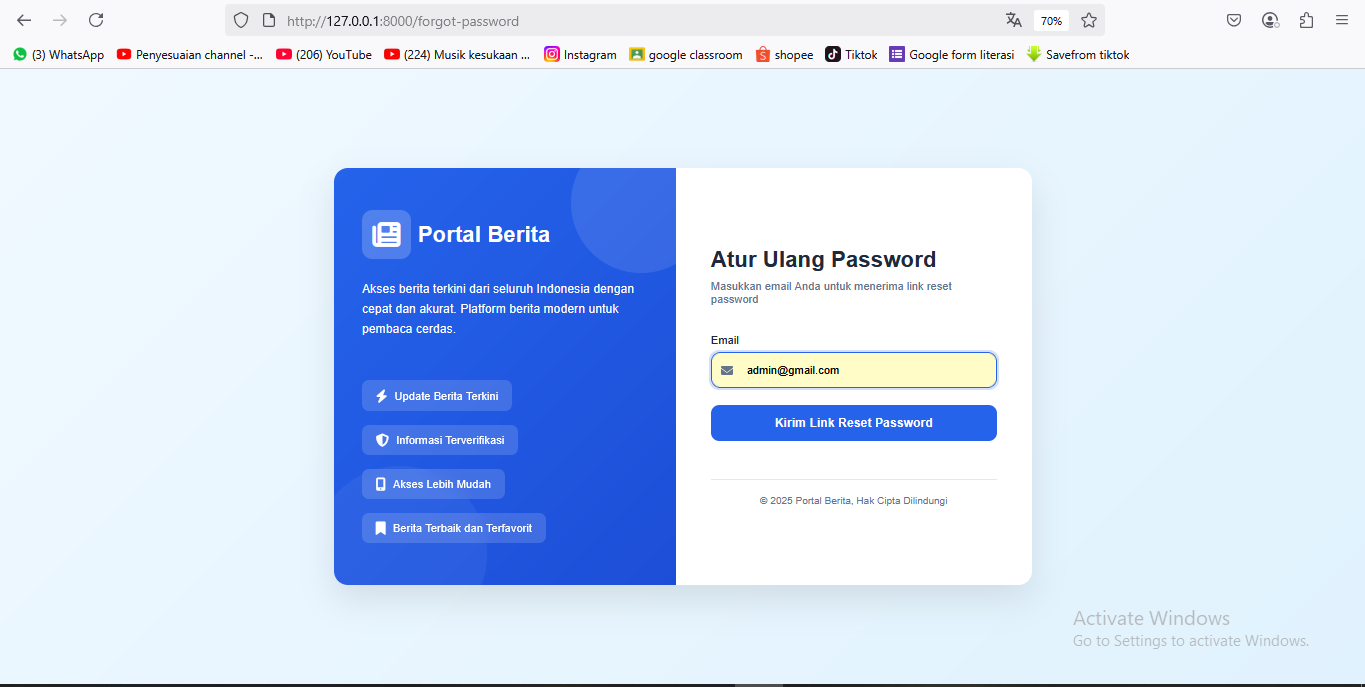 http://127.0.0.1:8000/forgot-password
70%
(3) WhatsApp
Penyesuaian channel -...
(206) YouTube
(224) Musik kesukaan ...
Instagram
google classroom
shopee
Tiktok
Google form literasi
Savefrom tiktok
Portal Berita
Akses berita terkini dari seluruh Indonesia dengan
cepat dan akurat. Platform berita modern untuk
pembaca cerdas.
Update Berita Terkini
Informasi Terverifikasi
Akses Lebih Mudah
Berita Terbaik dan Terfavorit
Atur Ulang Password
Masukkan email Anda untuk menerima link reset
password
Email
admin@gmail.com
Kirim Link Reset Password
© 2025 Portal Berita, Hak Cipta Dilindungi
Activate Windows
Go to Settings to activate Windows.